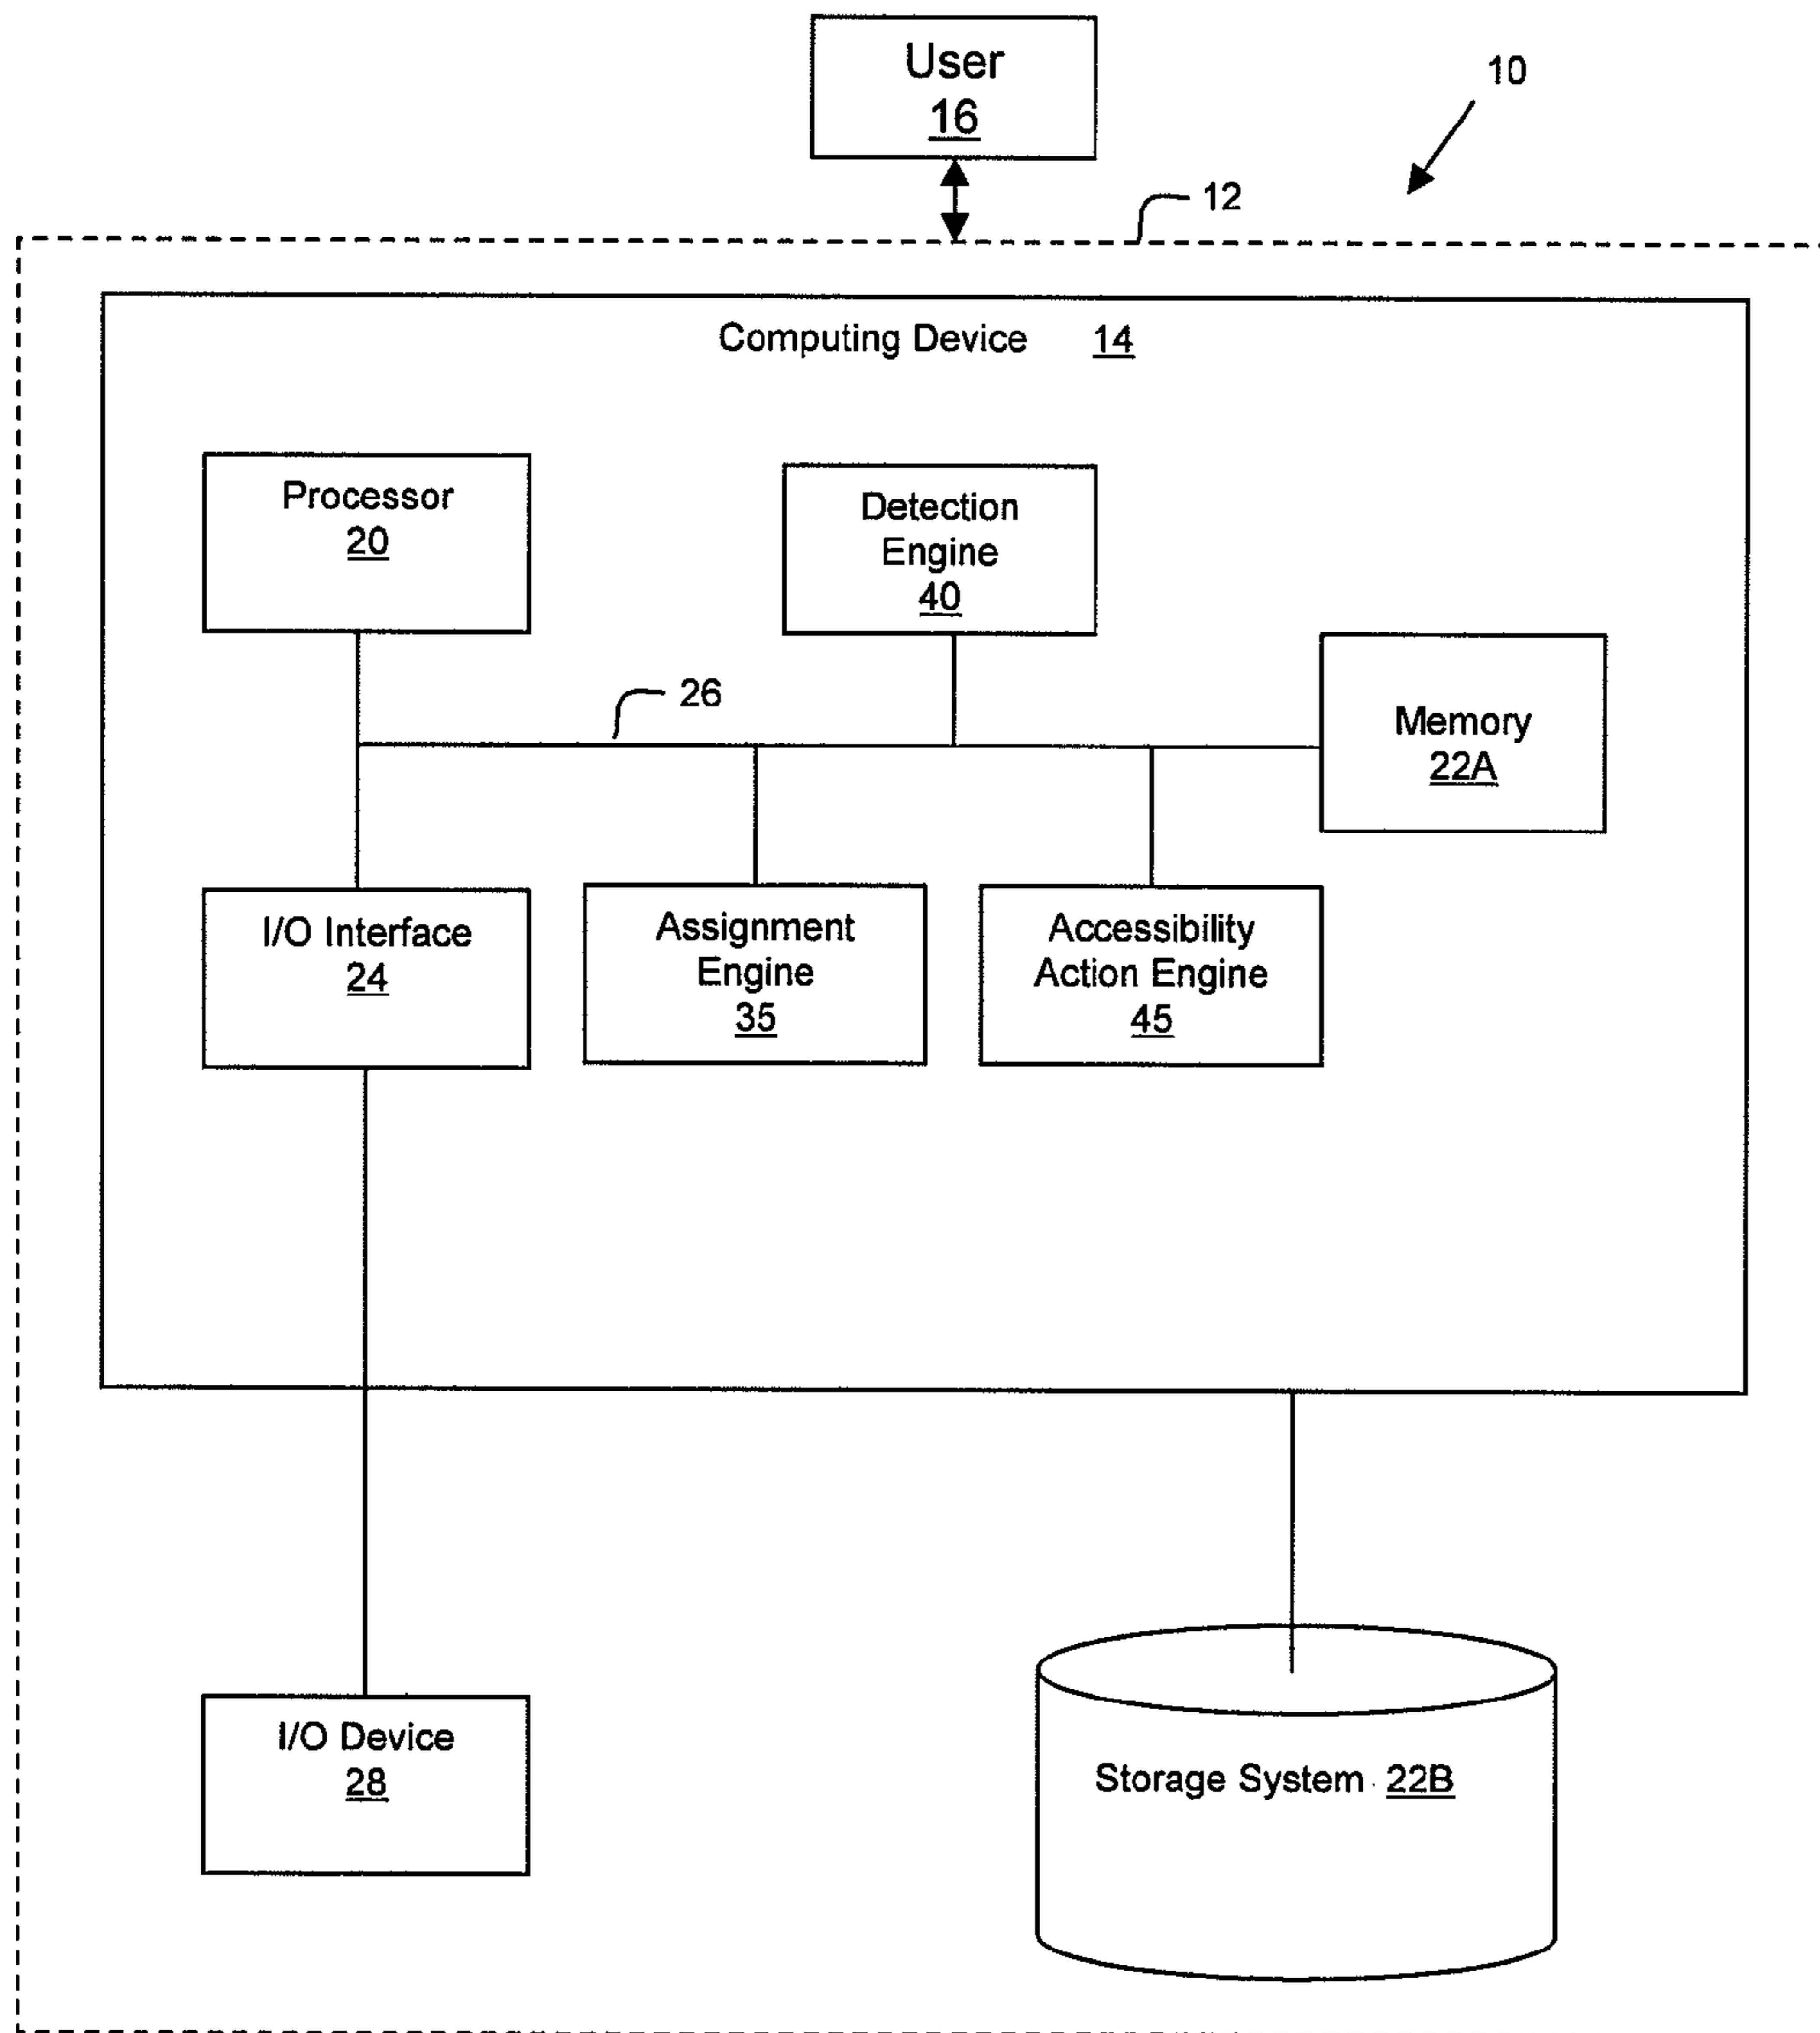 User
16
10
12
Computing Device 14
Processor
20
Detection
Engine
40
26
Memory
22A
I/O Interface
24
Assignment
Engine
35
Accessibility
Action Engine
45
I/O Device
28
Storage System 22B